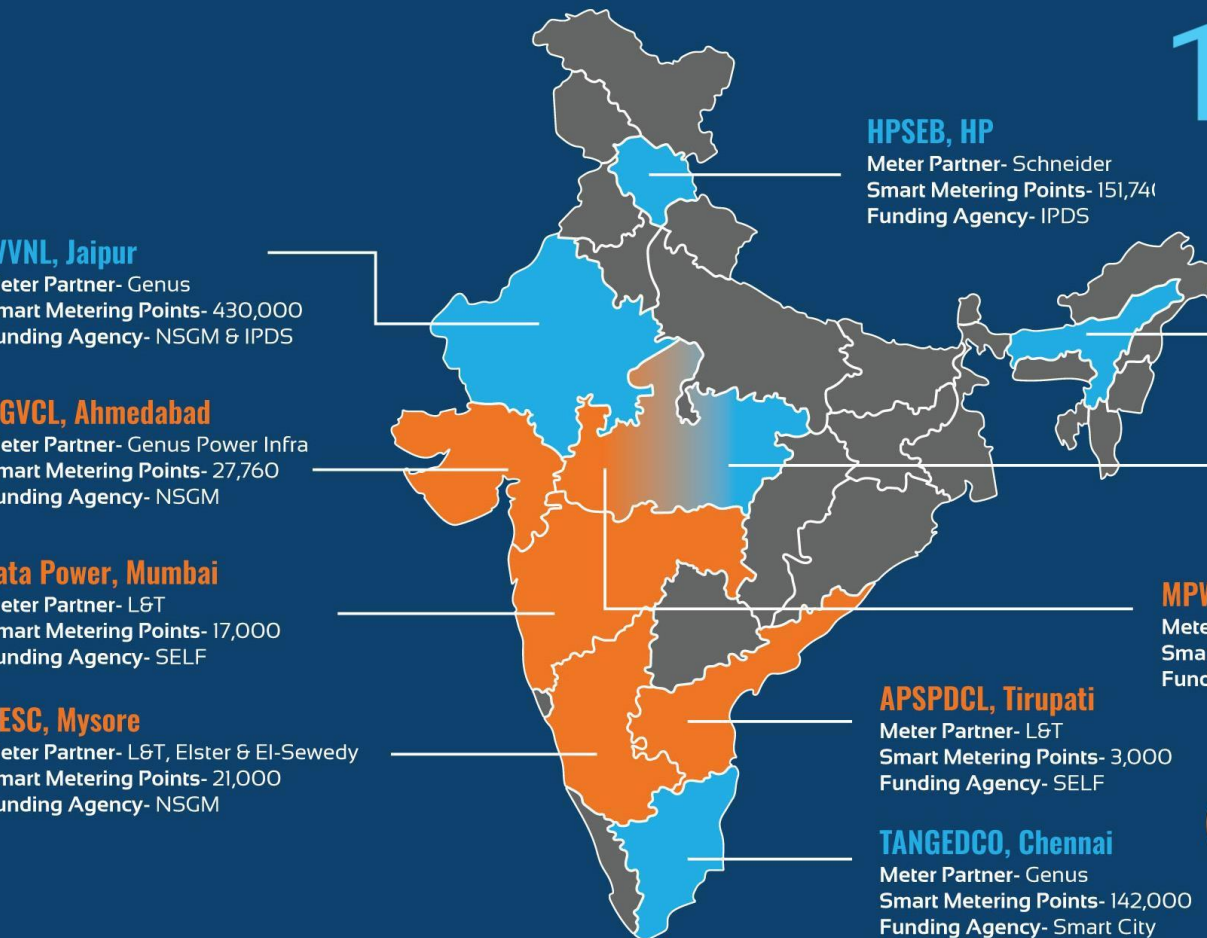 HPSEB, HP
Meter Partner- Schneider
Smart Metering Points- 151,74
Funding Agency- IPDS
VVNL, Jaipur
eter Partner- Genus
mart Metering Points- 430,000
unding Agency- NSGM & IPDS
GVCL, Ahmedabad
eter Partner- Genus Power Infra
mart Metering Points- 27,760
unding Agency- NSGM
ata Power, Mumbai
eter Partner- L&T
mart Metering Points- 17,000
unding Agency- SELF
ESC, Mysore
eter Partner- L&T, Elster & El-Sewedy
mart Metering Points- 21,000
unding Agency- NSGM
MPW
Mete
Smar
Fund
APSPDCL, Tirupati
Meter Partner- L&T
Smart Metering Points- 3,000
Funding Agency- SELF
TANGEDCO, Chennai
Meter Partner- Genus
Smart Metering Points- 142,000
Funding Agency- Smart City